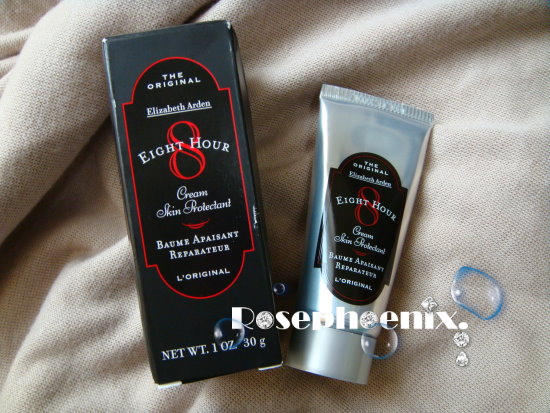 THE
ORIGINAL
Elizabeth Arden
8
EIGHT HOUR
Cream
Skin Protectant
BAUME APAISANT
REPARATEUR
L'ORIGINAL
NET WT. 1 OZ. 30 g
THE
ORIGINAL
Elizabeth Arden
8
EIGHT HOUR
Cream
Skin Protectant
BAUME APAISANT
REPARATEUR
L'ORIGINAL
Rosephoenix.